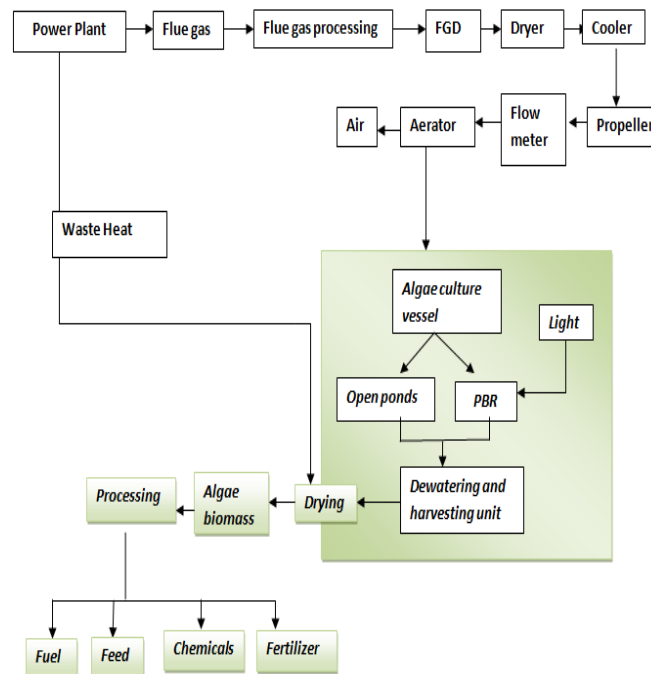 Power Plant
Flue gas
Flue gas processing
FGD
Dryer
Cooler
Air
Aerator
Flow
meter
Propeller
Waste Heat
Algae culture
vessel
Light
Open ponds
PBR
Dewatering and
harvesting unit
Drying
Algae
biomass
Processing
Fuel
Feed
Chemicals
Fertilizer